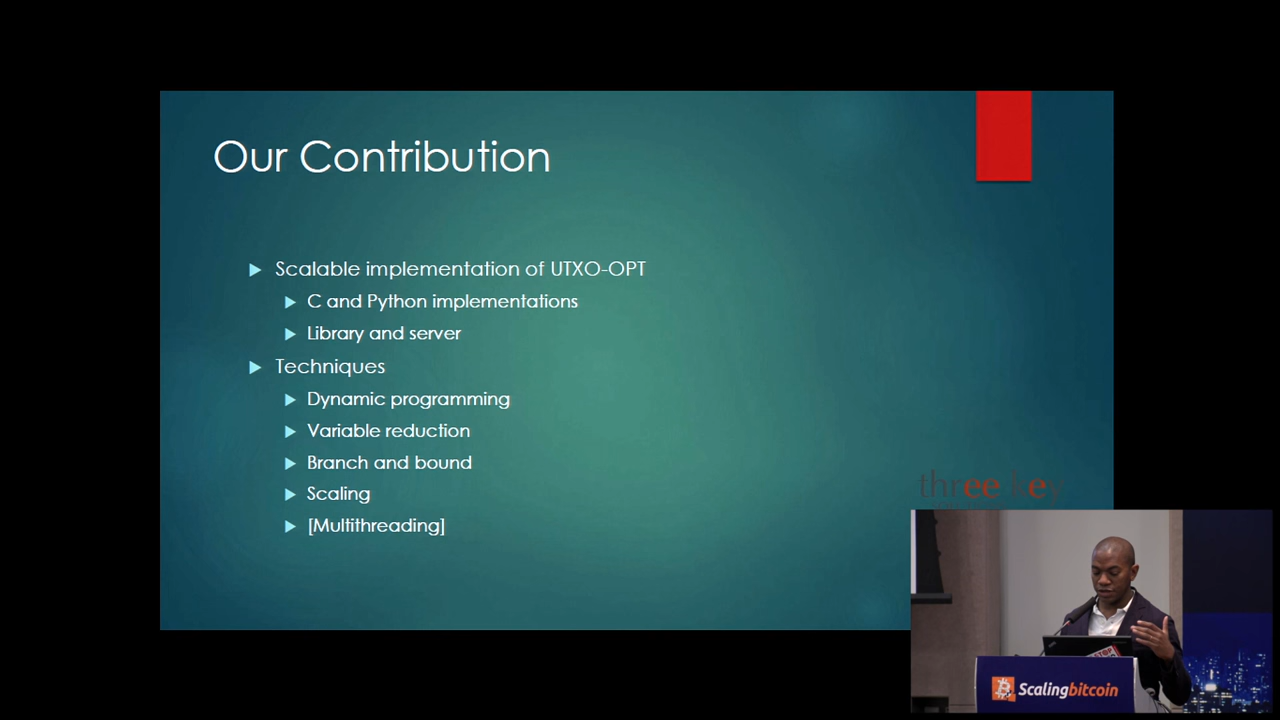 Our Contribution
Scalable implementation of UTXO-OPT
C and Python implementations
Library and server
Techniques
Dynamic programming
Variable reduction
Branch and bound
Scaling
[Multithreading]
three key
Scalingbitcoin